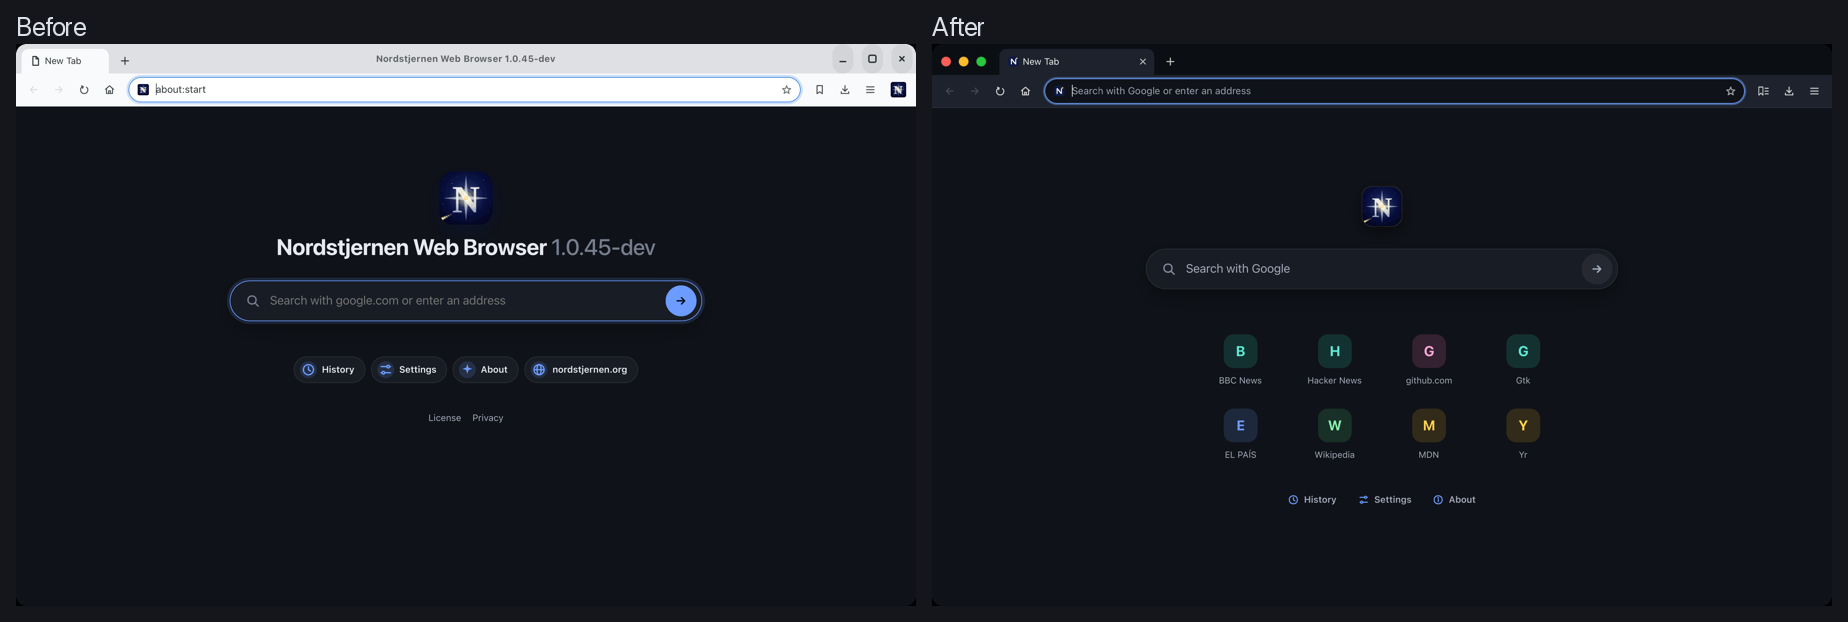 Before
New Tab
Nordstjernen Web Browser 1.0.45-dev
N about:start N
N
Nordstjernen Web Browser 1.0.45-dev
Search with google.com or enter an address
History Settings About nordstjernen.org
License Privacy
After
N New Tab
N Search with Google or enter an address
N
Search with Google
B H G G
BBC News Hacker News github.com Gtk
E W M Y
EL PAÍS Wikipedia MDN Yr
History Settings About